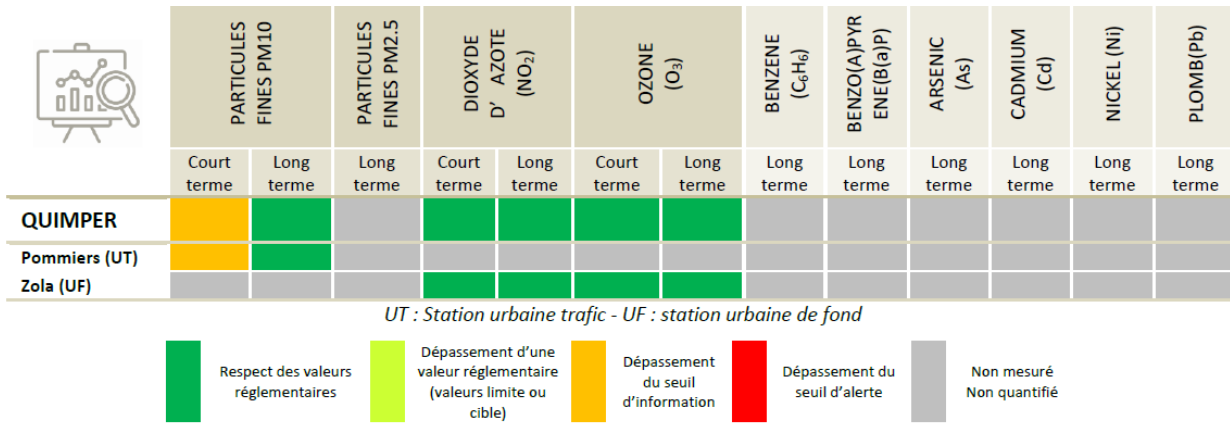 PARTICULES
FINES PM10
PARTICULES
FINES PM2.5
DIOXYDE
D’ AZOTE
(NO₂)
OZONE
(O₃)
BENZENE
(C₆H₆)
BENZO(A)PYR
ENE(B(a)P)
ARSENIC
(As)
CADMIUM
(Cd)
NICKEL (Ni)
PLOMB(Pb)
Court terme
Long terme
Long terme
Court terme
Long terme
Court terme
Long terme
Long terme
Long terme
Long terme
Long terme
Long terme
Long terme
QUIMPER
Pommiers (UT)
Zola (UF)
UT : Station urbaine trafic - UF : station urbaine de fond
Respect des valeurs
réglementaires
Dépassement d’une
valeur réglementaire
(valeurs limite ou
cible)
Dépassement
du seuil
d’information
Dépassement du
seuil d’alerte
Non mesuré
Non quantifié